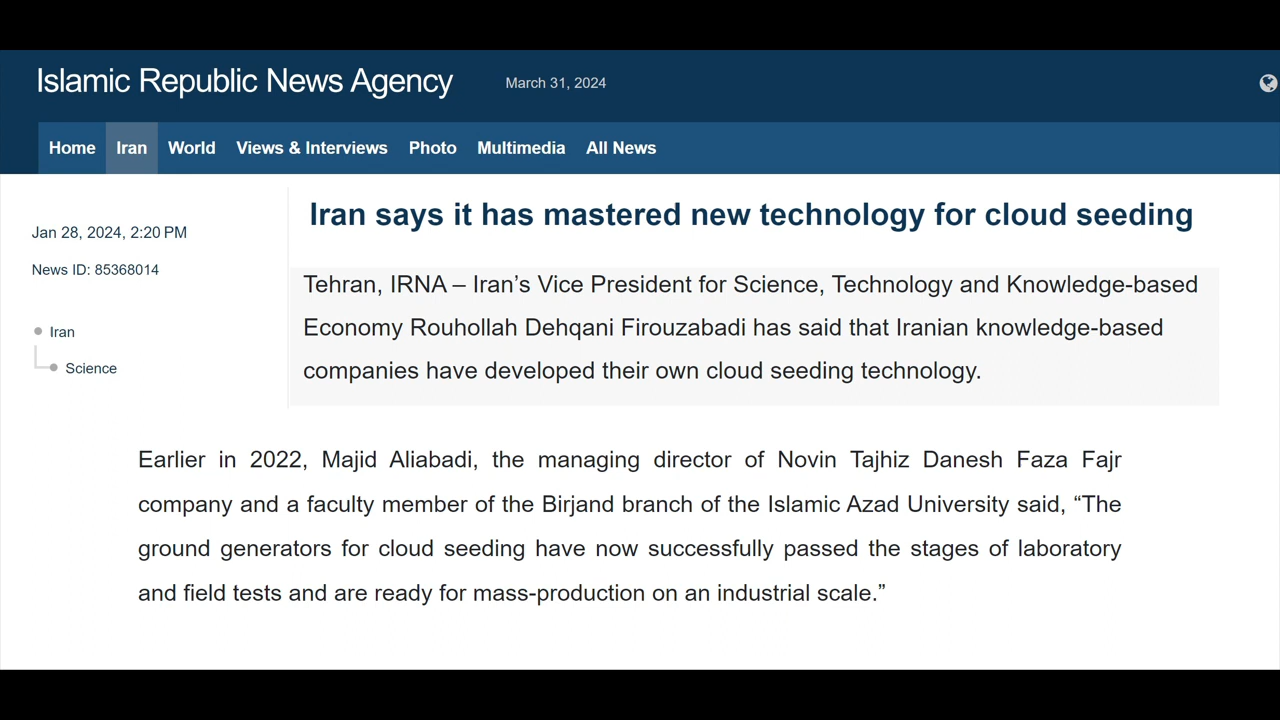 Islamic Republic News Agency
March 31, 2024
Home Iran World Views & Interviews Photo Multimedia All News
Iran says it has mastered new technology for cloud seeding
Jan 28, 2024, 2:20 PM
News ID: 85368014
Iran
Science
Tehran, IRNA – Iran’s Vice President for Science, Technology and Knowledge-based
Economy Rouhollah Dehqani Firouzabadi has said that Iranian knowledge-based
companies have developed their own cloud seeding technology.
Earlier in 2022, Majid Aliabadi, the managing director of Novin Tajhiz Danesh Faza Fajr
company and a faculty member of the Birjand branch of the Islamic Azad University said, “The
ground generators for cloud seeding have now successfully passed the stages of laboratory
and field tests and are ready for mass-production on an industrial scale.”